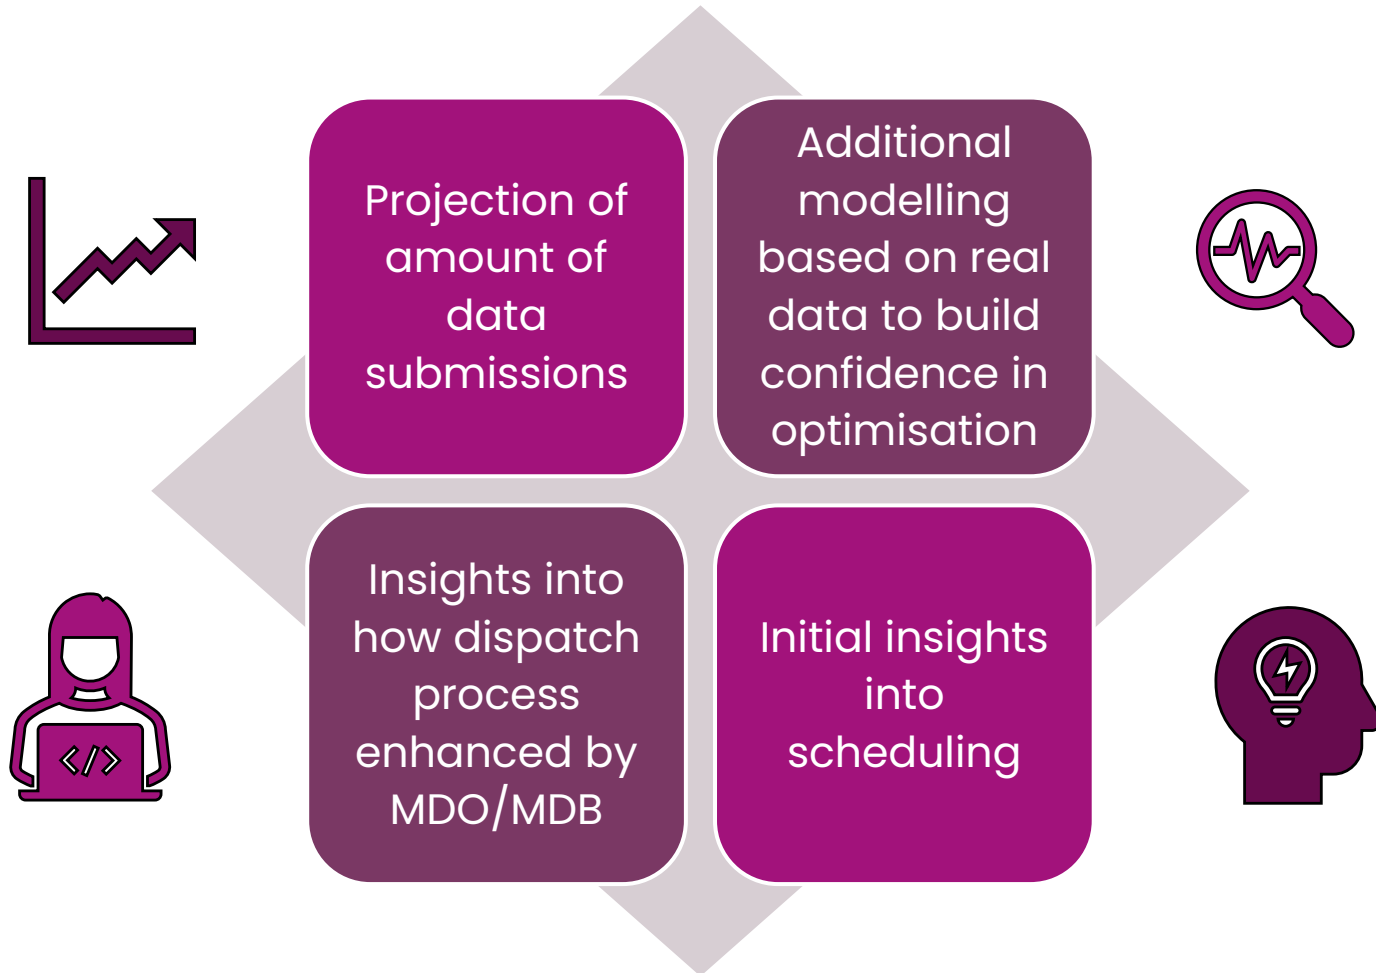 Projection of
amount of
data
submissions
Additional
modelling
based on real
data to build
confidence in
optimisation
Insights into
how dispatch
process
enhanced by
MDO/MDB
Initial insights
into
scheduling
</>